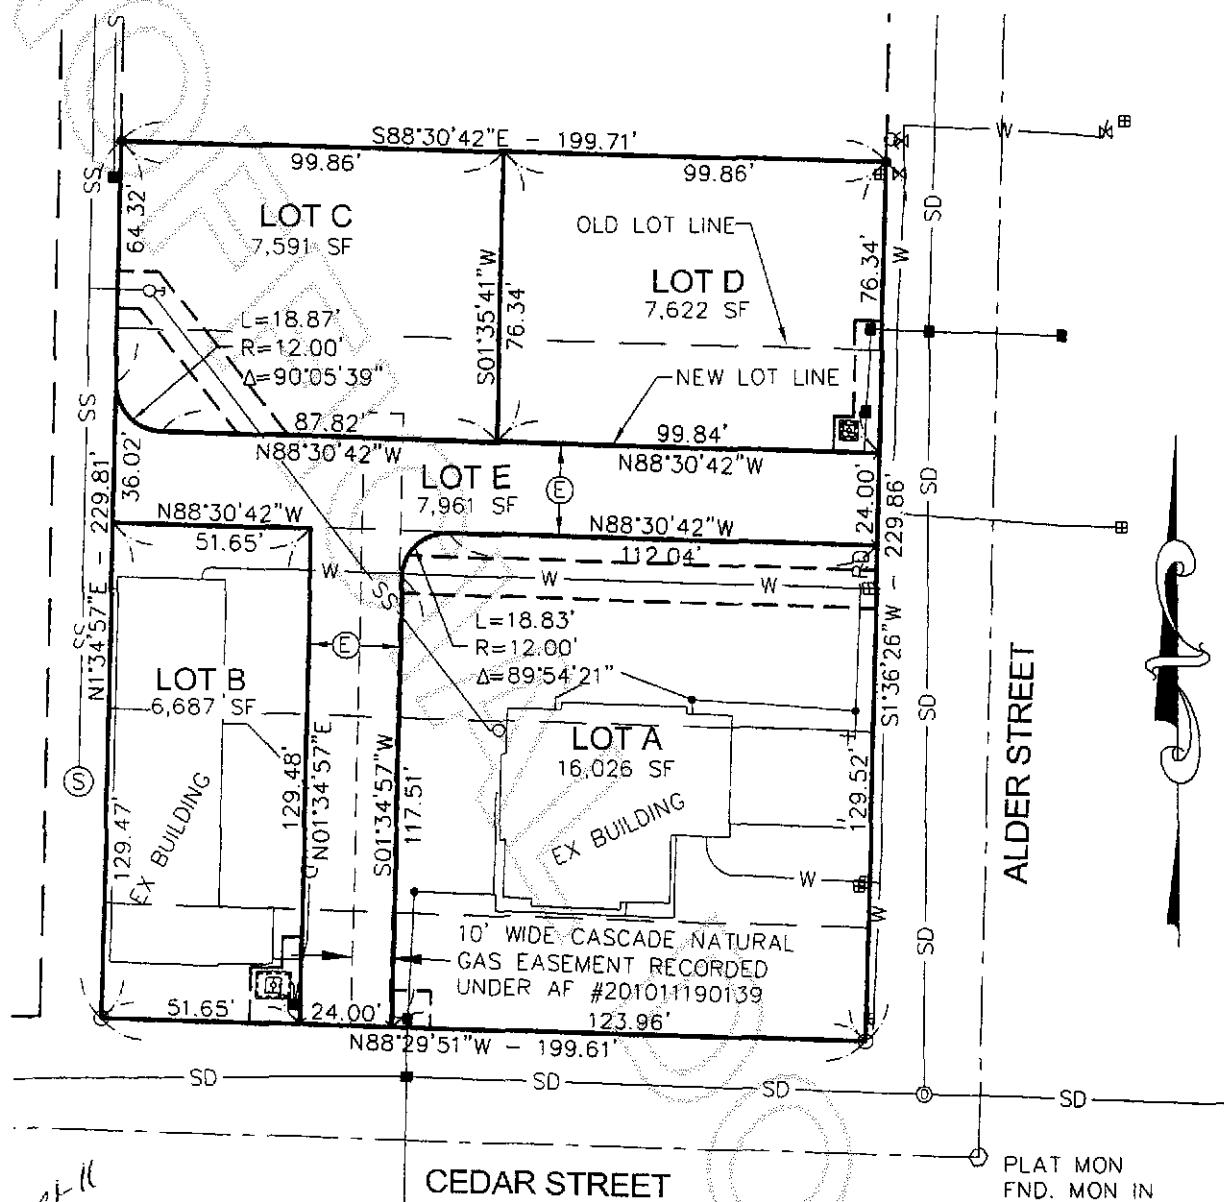 S
S88°30'42"E - 199.71'
99.86'
99.86'
W
SS
64.32'
LOT C
7,591 SF
OLD LOT LINE
SD
W
76.34'
LOT D
7,622 SF
S01°35'41"W
76.34'
L=18.87'
R=12.00'
Δ=90°05'39"
NEW LOT LINE
SS
87.82'
99.84'
N88°30'42"W
N88°30'42"W
36.02'
LOT E
7,961 SF
E
24.00'
SD
N1°34'57"E - 229.81'
N88°30'42"W
51.65'
N88°30'42"W
112.04'
W
W
W
SS
SS
L=18.83'
R=12.00'
Δ=89°54'21"
E
S1°36'26"W - 229.86'
LOT B
6,687 SF
LOT A
16,026 SF
SD
ALDER STREET
S
129.48'
N01°34'57"E
S01°34'57"W
117.51'
129.52'
129.47'
EX BUILDING
EX BUILDING
W
W
SD
10' WIDE CASCADE NATURAL
GAS EASEMENT RECORDED
UNDER AF #201011190139
51.65'
24.00'
123.96'
N88°29'51"W - 199.61'
SD
SD
SD
SD
CEDAR STREET
PLAT MON
FND. MON IN